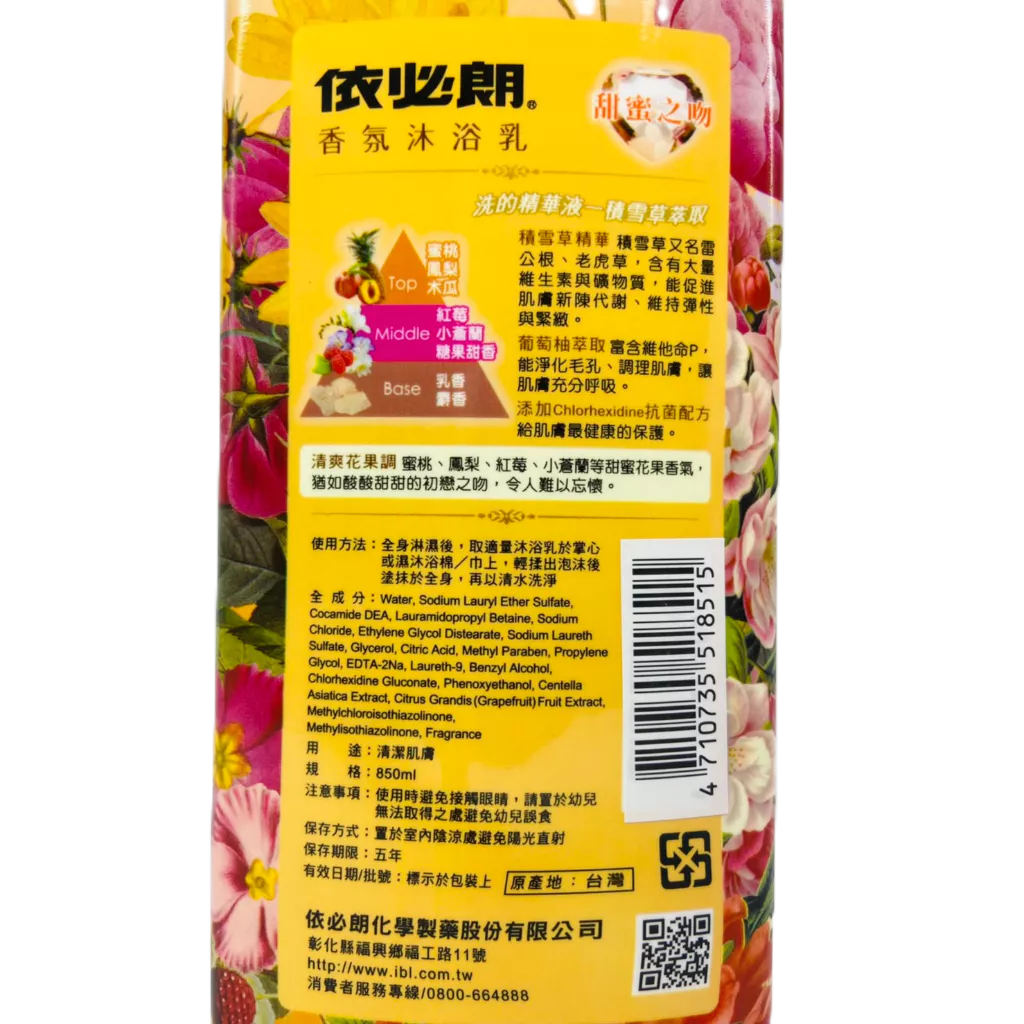 依必朗®
香氛沐浴乳
甜蜜之吻
洗的精華液—積雪草萃取
Top
蜜桃
鳳梨
木瓜
Middle
紅莓
小蒼蘭
糖果甜香
Base
乳香
麝香
積雪草精華 積雪草又名雷
公根、老虎草,含有大量
維生素與礦物質,能促進
肌膚新陳代謝、維持彈性
與緊緻。
葡萄柚萃取 富含維他命P,
能淨化毛孔、調理肌膚,讓
肌膚充分呼吸。
添加Chlorhexidine抗菌配方
給肌膚最健康的保護。
清爽花果調 蜜桃、鳳梨、紅莓、小蒼蘭等甜蜜花果香氣,
猶如酸酸甜甜的初戀之吻,令人難以忘懷。
使用方法:全身淋濕後,取適量沐浴乳於掌心
或濕沐浴棉/巾上,輕揉出泡沫後
塗抹於全身,再以清水洗淨
全 成 分:Water, Sodium Lauryl Ether Sulfate,
Cocamide DEA, Lauramidopropyl Betaine, Sodium
Chloride, Ethylene Glycol Distearate, Sodium Laureth
Sulfate, Glycerol, Citric Acid, Methyl Paraben, Propylene
Glycol, EDTA-2Na, Laureth-9, Benzyl Alcohol,
Chlorhexidine Gluconate, Phenoxyethanol, Centella
Asiatica Extract, Citrus Grandis (Grapefruit) Fruit Extract,
Methylchloroisothiazolinone,
Methylisothiazolinone, Fragrance
用 途:清潔肌膚
規 格:850ml
注意事項:使用時避免接觸眼睛,請置於幼兒
無法取得之處避免幼兒誤食
保存方式:置於室內陰涼處避免陽光直射
保存期限:五年
有效日期/批號:標示於包裝上
原產地:台灣
4 710735 518515
依必朗化學製藥股份有限公司
彰化縣福興鄉福工路11號
http://www.ibl.com.tw
消費者服務專線/0800-664888